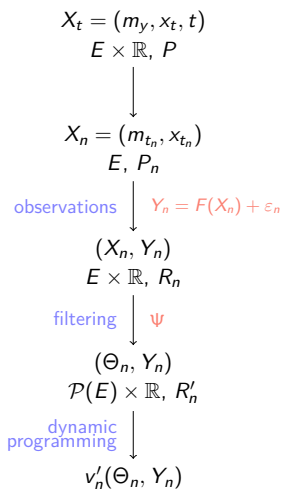 X_t = (m_y, x_t, t)
E × ℝ, P
X_n = (m_{t_n}, x_{t_n})
E, P_n
observations Y_n = F(X_n) + ε_n
(X_n, Y_n)
E × ℝ, R_n
filtering Ψ
(Θ_n, Y_n)
𝒫(E) × ℝ, R'_n
dynamic
programming
v'_n(Θ_n, Y_n)